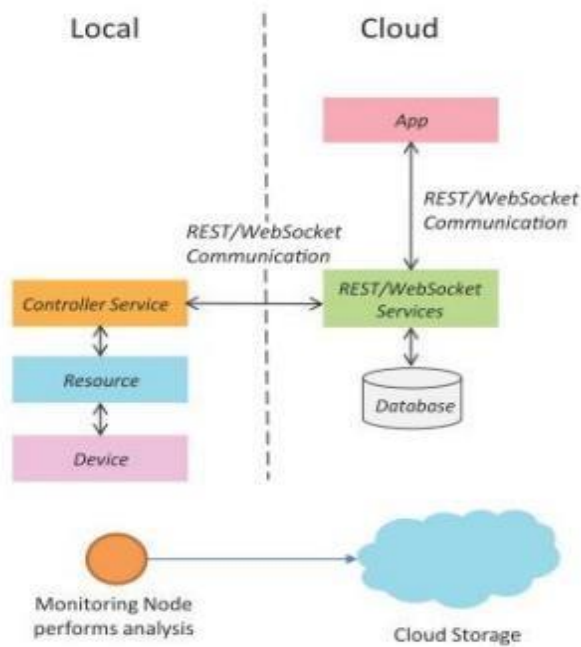 Local
Cloud
App
REST/WebSocket
Communication
REST/WebSocket
Communication
Controller Service
REST/WebSocket
Services
Resource
Database
Device
Monitoring Node
performs analysis
Cloud Storage